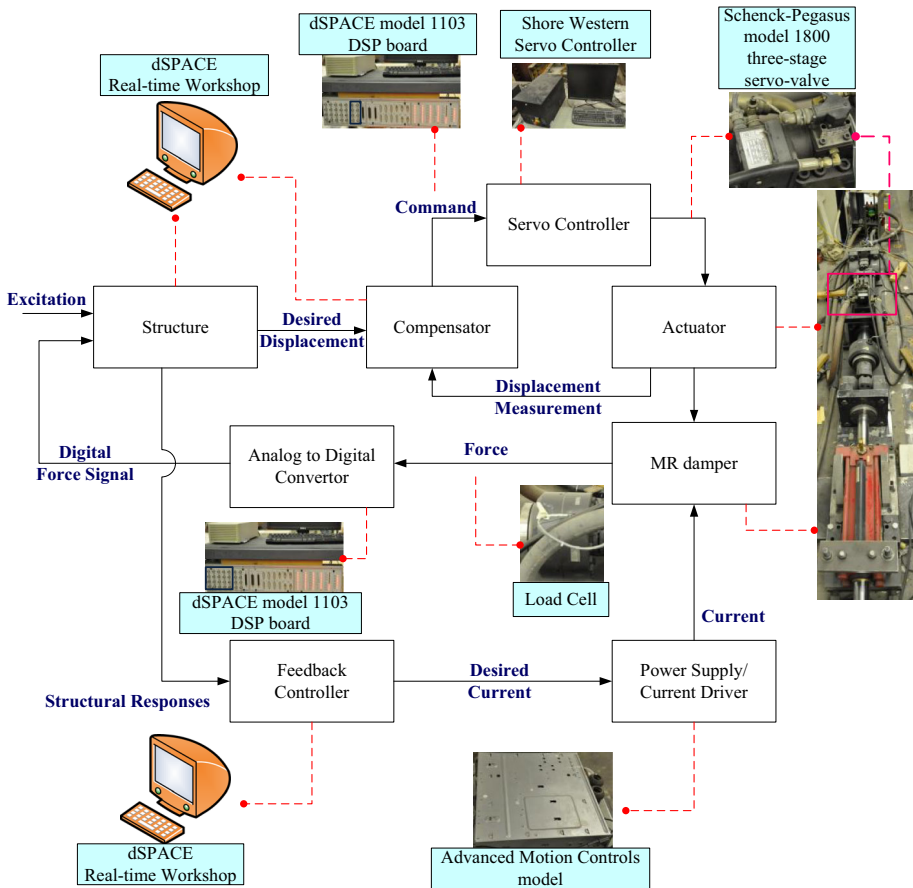 dSPACE model 1103
DSP board
Shore Western
Servo Controller
Schenck-Pegasus
model 1800
three-stage
servo-valve
dSPACE
Real-time Workshop
Command
Servo Controller
Excitation
Structure
Desired
Displacement
Compensator
Actuator
Displacement
Measurement
Digital
Force Signal
Analog to Digital
Convertor
Force
MR damper
dSPACE model 1103
DSP board
Load Cell
Current
Structural Responses
Feedback
Controller
Desired
Current
Power Supply/
Current Driver
dSPACE
Real-time Workshop
Advanced Motion Controls
model